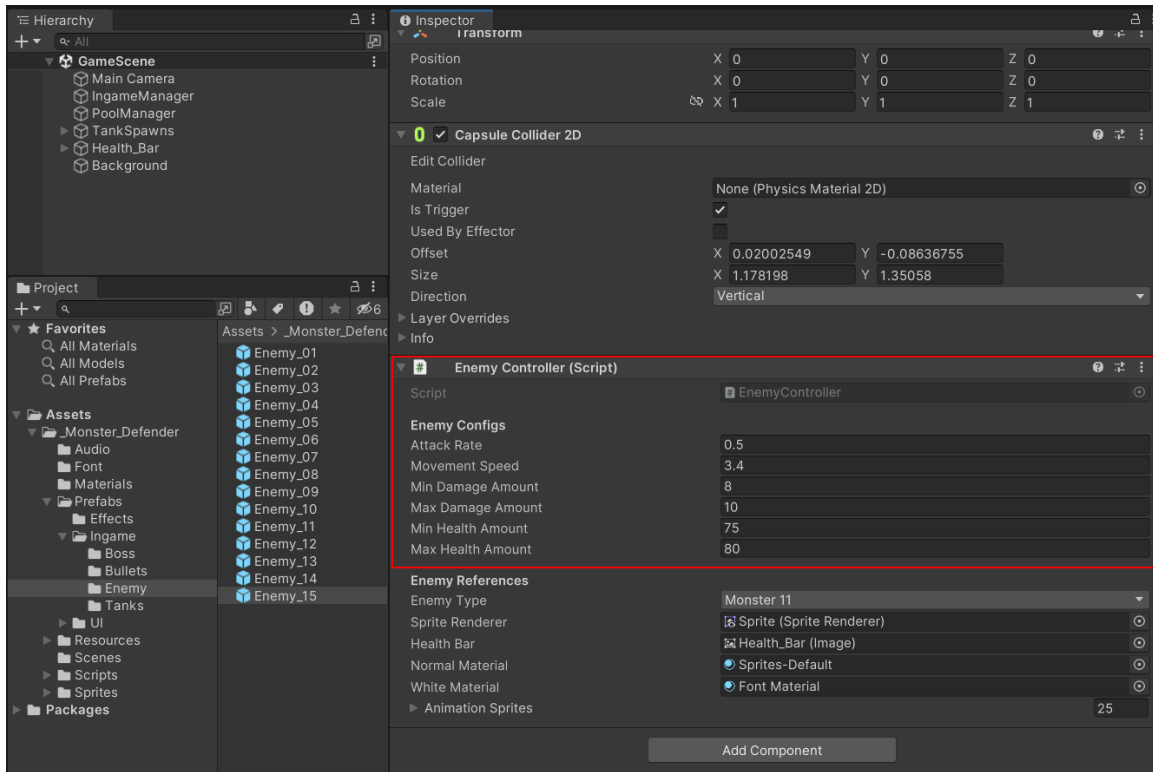 Hierarchy
All
GameScene
Main Camera
IngameManager
PoolManager
TankSpawns
Health_Bar
Background
Project
6
Favorites
All Materials
All Models
All Prefabs
Assets
_Monster_Defender
Audio
Font
Materials
Prefabs
Effects
Ingame
Boss
Bullets
Enemy
Tanks
UI
Resources
Scenes
Scripts
Sprites
Packages
Assets > _Monster_Defend
Enemy_01
Enemy_02
Enemy_03
Enemy_04
Enemy_05
Enemy_06
Enemy_07
Enemy_08
Enemy_09
Enemy_10
Enemy_11
Enemy_12
Enemy_13
Enemy_14
Enemy_15
Inspector
Transform
Position X 0 Y 0 Z 0
Rotation X 0 Y 0 Z 0
Scale X 1 Y 1 Z 1
Capsule Collider 2D
Edit Collider
Material None (Physics Material 2D)
Is Trigger
Used By Effector
Offset X 0.02002549 Y -0.08636755
Size X 1.178198 Y 1.35058
Direction Vertical
Layer Overrides
Info
# Enemy Controller (Script)
Script # EnemyController
Enemy Configs
Attack Rate 0.5
Movement Speed 3.4
Min Damage Amount 8
Max Damage Amount 10
Min Health Amount 75
Max Health Amount 80
Enemy References
Enemy Type Monster 11
Sprite Renderer Sprite (Sprite Renderer)
Health Bar Health_Bar (Image)
Normal Material Sprites-Default
White Material Font Material
Animation Sprites 25
Add Component